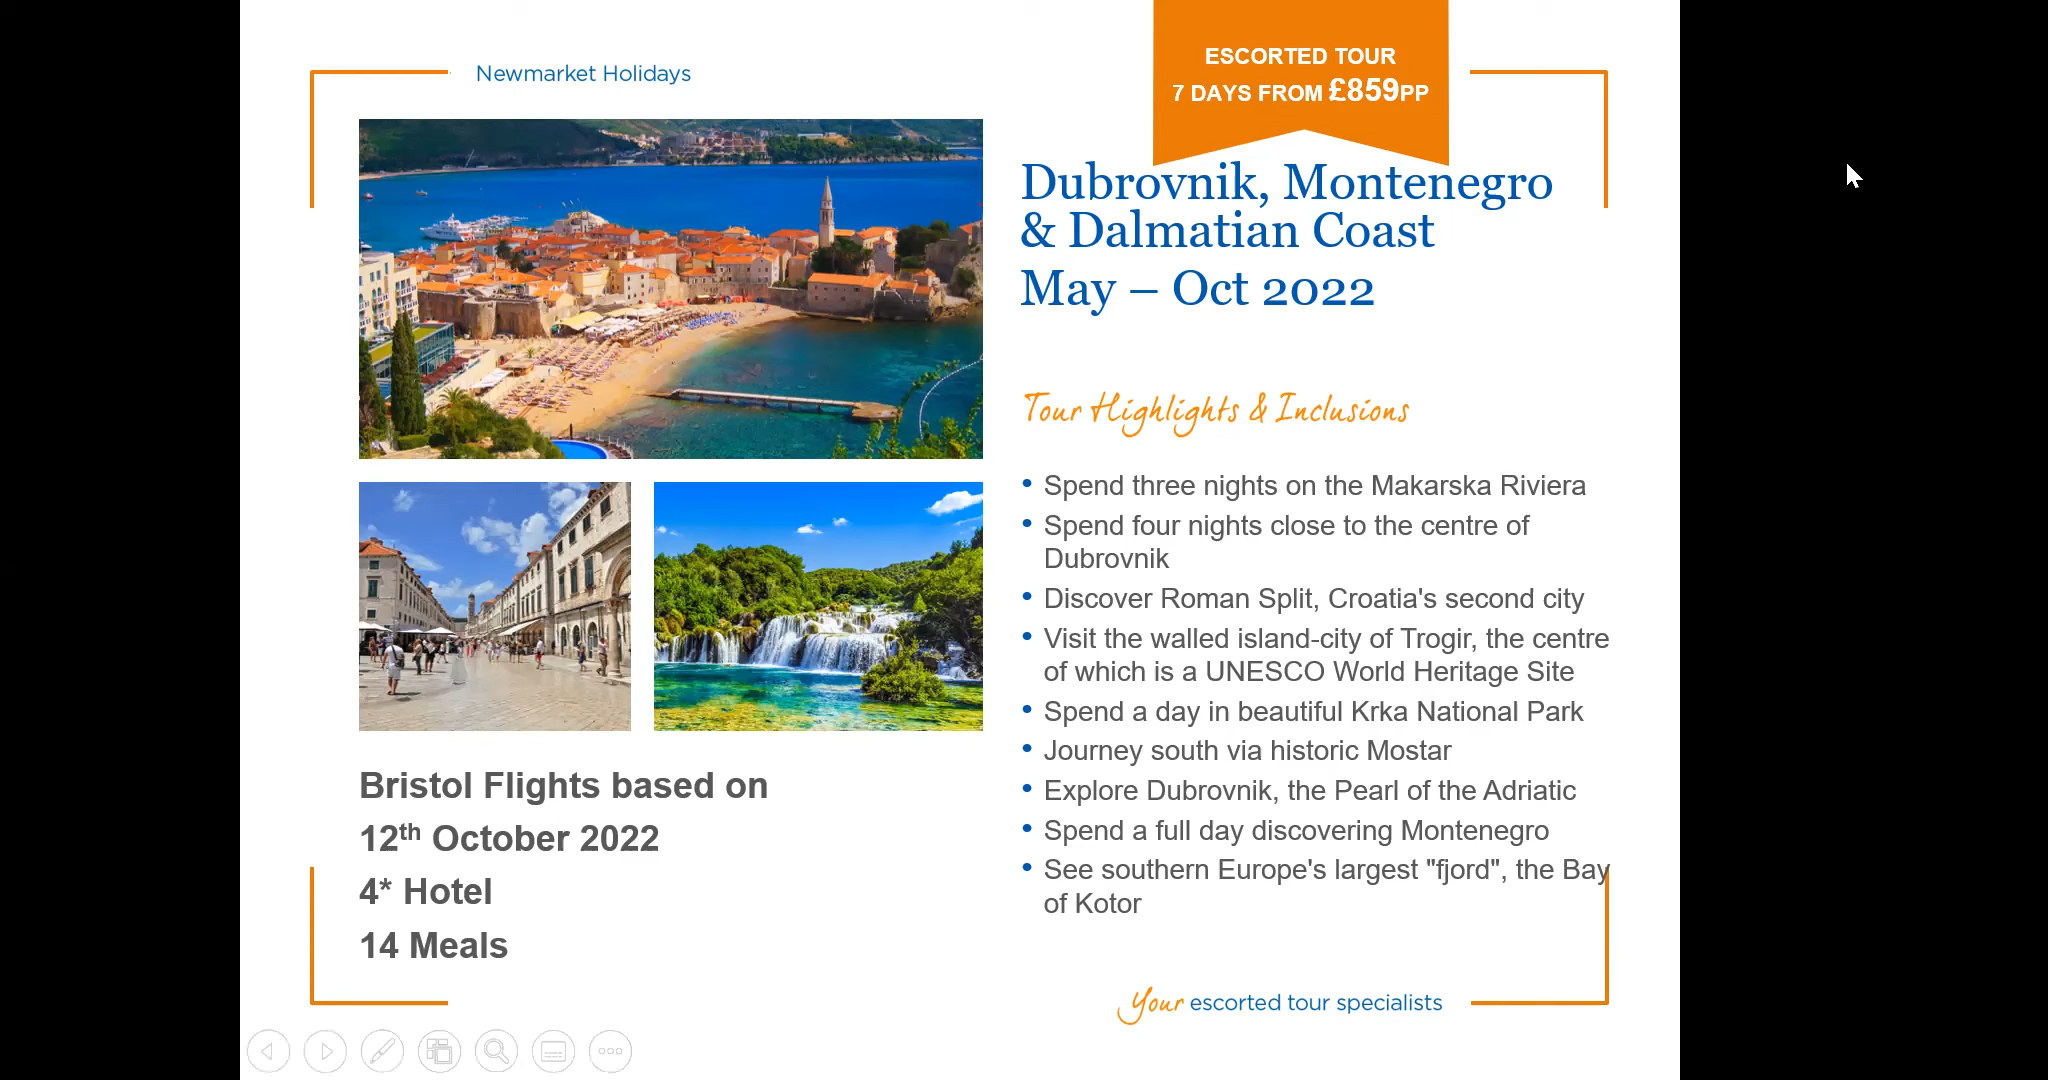 Newmarket Holidays
ESCORTED TOUR
7 DAYS FROM £859PP
Dubrovnik, Montenegro
& Dalmatian Coast
May – Oct 2022
Tour Highlights & Inclusions
• Spend three nights on the Makarska Riviera
• Spend four nights close to the centre of
Dubrovnik
• Discover Roman Split, Croatia's second city
• Visit the walled island-city of Trogir, the centre
of which is a UNESCO World Heritage Site
• Spend a day in beautiful Krka National Park
• Journey south via historic Mostar
• Explore Dubrovnik, the Pearl of the Adriatic
• Spend a full day discovering Montenegro
• See southern Europe's largest "fjord", the Bay
of Kotor
Bristol Flights based on
12th October 2022
4* Hotel
14 Meals
Your escorted tour specialists